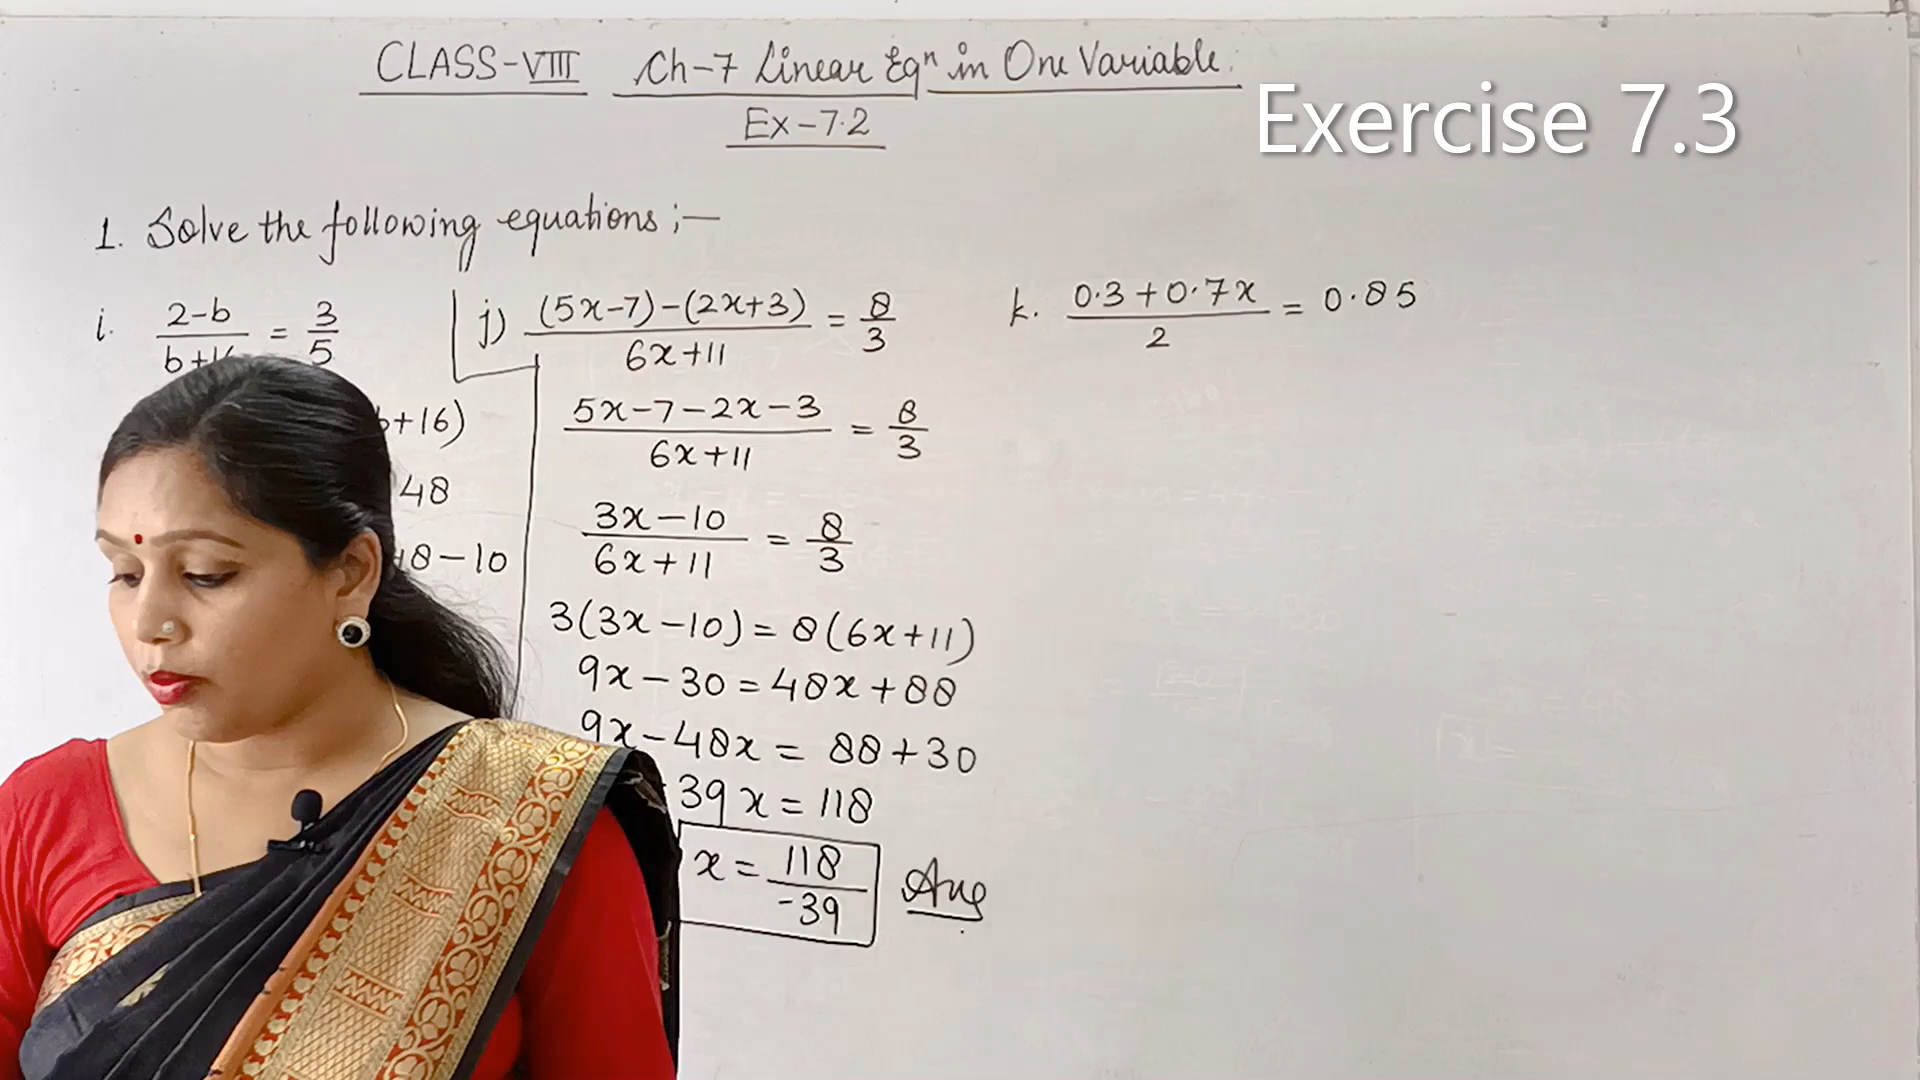 CLASS-VIII Ch-7 Linear Eqⁿ in One Variable.
Exercise 7.3
Ex-7.2
1. Solve the following equations ;—
i. (2-b)/(b+16) = 3/5
b+16)
48
48-10
j) ((5x-7)-(2x+3))/(6x+11) = 8/3
(5x-7-2x-3)/(6x+11) = 8/3
(3x-10)/(6x+11) = 8/3
3(3x-10) = 8(6x+11)
9x-30 = 48x+88
9x-48x = 88+30
39x = 118
x = 118/-39 Ans
k. (0.3+0.7x)/2 = 0.85